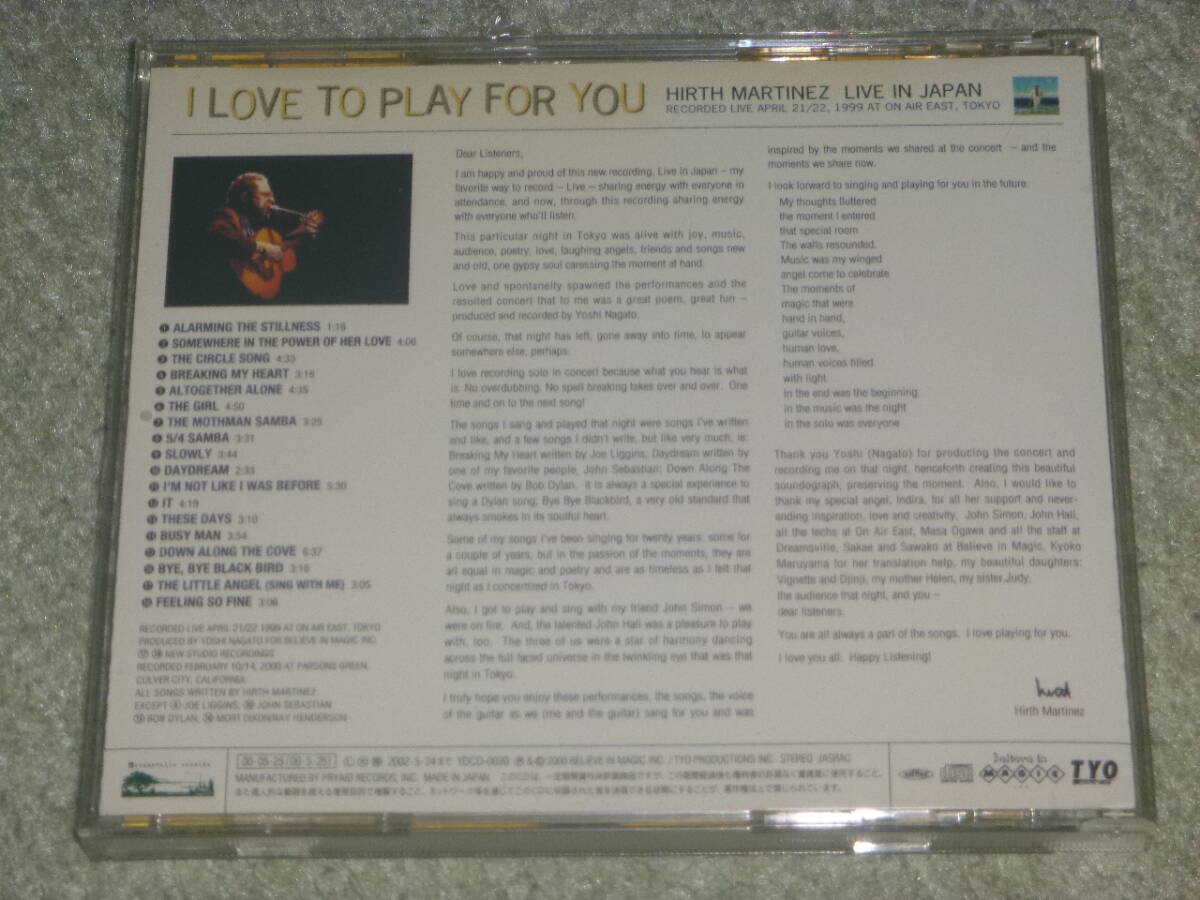 I LOVE TO PLAY FOR YOU
HIRTH MARTINEZ LIVE IN JAPAN
RECORDED LIVE APRIL 21/22, 1999 AT ON AIR EAST, TOKYO
1 ALARMING THE STILLNESS 1:16
2 SOMEWHERE IN THE POWER OF HER LOVE 4:06
3 THE CIRCLE SONG 4:33
4 BREAKING MY HEART 3:16
5 ALTOGETHER ALONE 4:35
6 THE GIRL 4:50
7 THE MOTHMAN SAMBA 3:25
8 5/4 SAMBA 3:31
9 SLOWLY 3:44
10 DAYDREAM 2:33
11 I'M NOT LIKE I WAS BEFORE 5:30
12 IT 4:19
13 THESE DAYS 3:10
14 BUSY MAN 3:54
15 DOWN ALONG THE COVE 6:37
16 BYE, BYE BLACK BIRD 3:16
17 THE LITTLE ANGEL (SING WITH ME) 3:05
18 FEELING SO FINE 3:06
RECORDED LIVE APRIL 21/22 1999 AT ON AIR EAST, TOKYO
PRODUCED BY YOSHI NAGATO FOR BELIEVE IN MAGIC INC.
17 18 NEW STUDIO RECORDINGS
RECORDED FEBRUARY 10/14, 2000 AT PARSONS GREEN,
CULVER CITY, CALIFORNIA
ALL SONGS WRITTEN BY HIRTH MARTINEZ
EXCEPT 4 JOE LIGGINS, 10 JOHN SEBASTIAN
15 BOB DYLAN, 16 MORT DIXON/RAY HENDERSON
Dear Listeners,
I am happy and proud of this new recording, Live in Japan – my
favorite way to record – Live – sharing energy with everyone in
attendance, and now, through this recording sharing energy
with everyone who'll listen.
This particular night in Tokyo was alive with joy, music,
audience, poetry, love, laughing angels, friends and songs new
and old, one gypsy soul caressing the moment at hand.
Love and spontaneity spawned the performances and the
resulted concert that to me was a great poem, great fun –
produced and recorded by Yoshi Nagato.
Of course, that night has left, gone away into time, to appear
somewhere else, perhaps.
I love recording solo in concert because what you hear is what
is. No overdubbing. No spell breaking takes over and over. One
time and on to the next song!
The songs I sang and played that night were songs I've written
and like, and a few songs I didn't write, but like very much, ie:
Breaking My Heart written by Joe Liggins; Daydream written by
one of my favorite people, John Sebastian; Down Along The
Cove written by Bob Dylan. It is always a special experience to
sing a Dylan song; Bye Bye Blackbird, a very old standard that
always smokes in its soulful heart.
Some of my songs I've been singing for twenty years, some for
a couple of years, but in the passion of the moments, they are
all equal in magic and poetry and are as timeless as I felt that
night as I concertized in Tokyo.
Also, I got to play and sing with my friend John Simon – we
were on fire. And, the talented John Hall was a pleasure to play
with, too. The three of us were a star of harmony dancing
across the full faced universe in the twinkling eye that was that
night in Tokyo.
I truly hope you enjoy these performances, the songs, the voice
of the guitar as we (me and the guitar) sang for you and was
inspired by the moments we shared at the concert – and the
moments we share now.
I look forward to singing and playing for you in the future.
My thoughts fluttered
the moment I entered
that special room
The walls resounded.
Music was my winged
angel come to celebrate
The moments of
magic that were
hand in hand,
guitar voices,
human love,
human voices filled
with light
In the end was the beginning
in the music was the night
in the solo was everyone
Thank you Yoshi (Nagato) for producing the concert and
recording me on that night, henceforth creating this beautiful
soundograph, preserving the moment. Also, I would like to
thank my special angel, Indira, for all her support and never-
ending inspiration, love and creativity, John Simon, John Hall,
all the techs at On Air East, Masa Ogawa and all the staff at
Dreamsville, Sakae and Sawako at Believe in Magic, Kyoko
Maruyama for her translation help, my beautiful daughters:
Vignette and Djinji, my mother Helen, my sister, Judy,
the audience that night, and you –
dear listeners.
You are all always a part of the songs. I love playing for you.
I love you all. Happy Listening!
Hirth Martinez
Dreamsville records
00·05·25 (00·5·25) 2002·5·24まで YDCD-0030 ℗ & © 2000 BELIEVE IN MAGIC INC. / TYO PRODUCTIONS INC. STEREO JASRAC
MANUFACTURED BY PRYAID RECORDS, INC. MADE IN JAPAN
Believe In
MAGIC
TYO